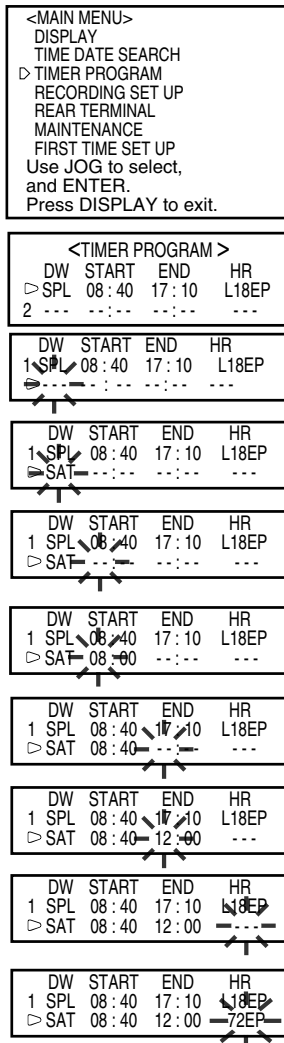 <MAIN MENU>
DISPLAY
TIME DATE SEARCH
TIMER PROGRAM
RECORDING SET UP
REAR TERMINAL
MAINTENANCE
FIRST TIME SET UP
Use JOG to select,
and ENTER.
Press DISPLAY to exit.
<TIMER PROGRAM >
DW START END HR
SPL 08 : 40 17 : 10 L18EP
2 - - - - - : - - - - : - - - - -
DW START END HR
1 SPL 08 : 40 17 : 10 L18EP
- - - - - : - - - - : - - - - -
DW START END HR
1 SPL 08 : 40 17 : 10 L18EP
SAT - - : - - - - : - - - - -
DW START END HR
1 SPL 08 : 40 17 : 10 L18EP
SAT - - : - - - - : - - - - -
DW START END HR
1 SPL 08 : 40 17 : 10 L18EP
SAT 08 : 00 - - : - - - - -
DW START END HR
1 SPL 08 : 40 17 : 10 L18EP
SAT 08 : 40 - - : - - - - -
DW START END HR
1 SPL 08 : 40 17 : 10 L18EP
SAT 08 : 40 12 : 00 - - -
DW START END HR
1 SPL 08 : 40 17 : 10 L18EP
SAT 08 : 40 12 : 00 - - -
DW START END HR
1 SPL 08 : 40 17 : 10 L18EP
SAT 08 : 40 12 : 00 72EP